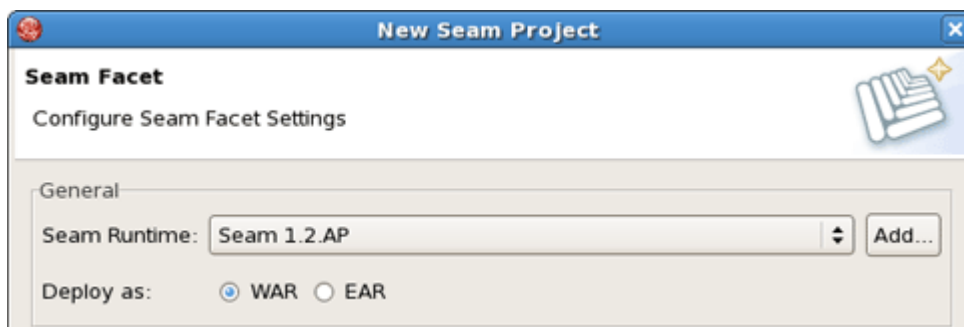 New Seam Project
Seam Facet
Configure Seam Facet Settings
General
Seam Runtime: Seam 1.2.AP Add...
Deploy as: WAR EAR